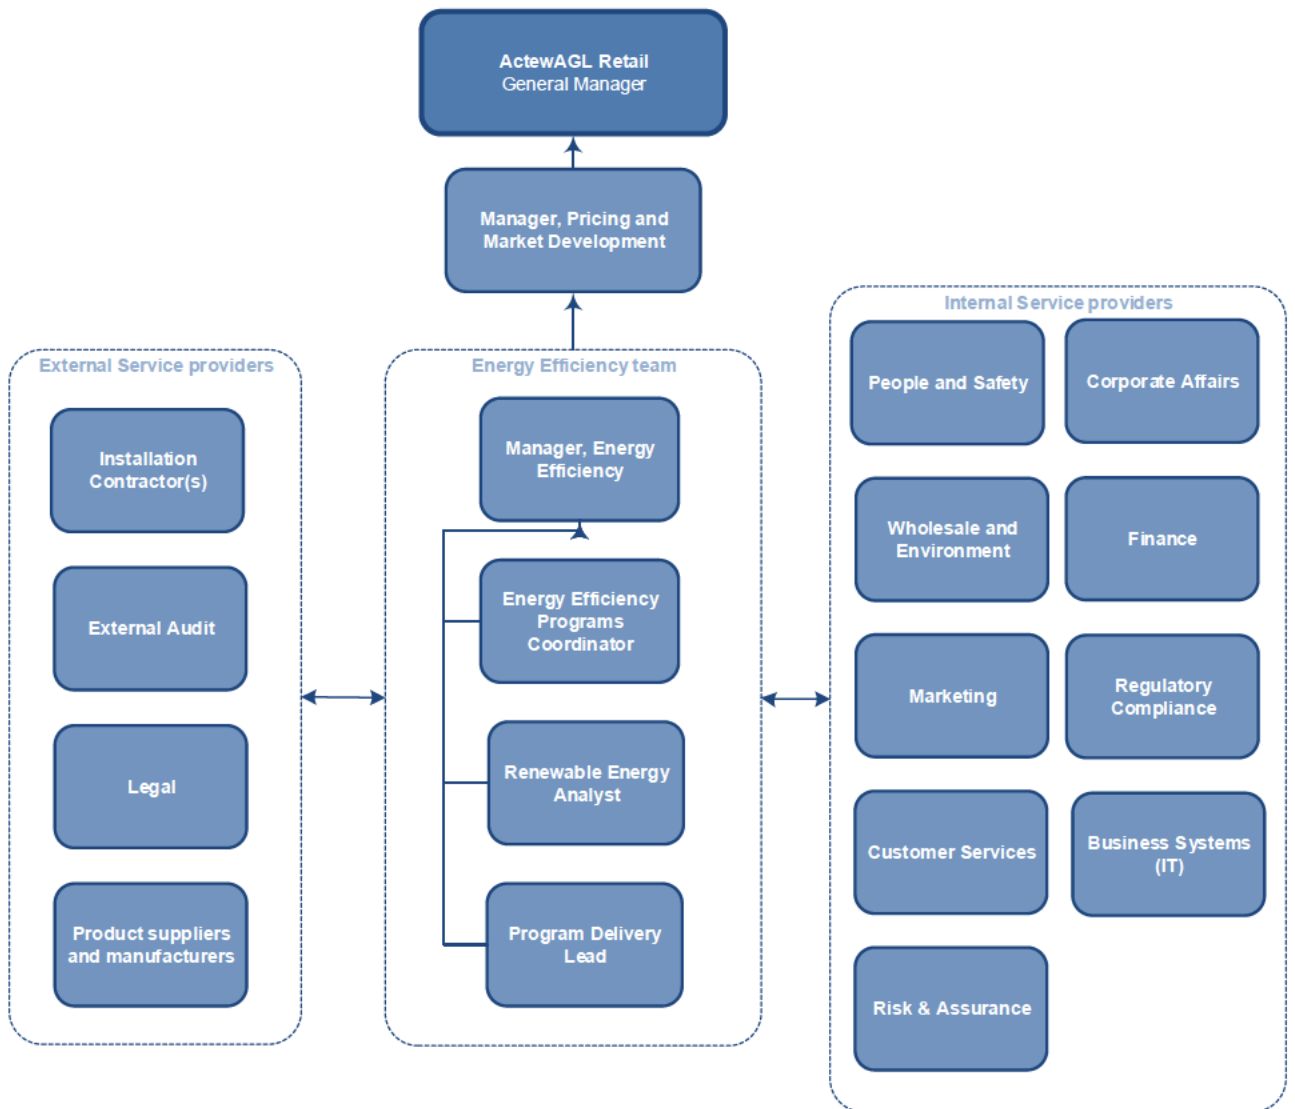 ActewAGL Retail
General Manager
Manager, Pricing and
Market Development
External Service providers
Installation
Contractor(s)
External Audit
Legal
Product suppliers
and manufacturers
Energy Efficiency team
Manager, Energy
Efficiency
Energy Efficiency
Programs
Coordinator
Renewable Energy
Analyst
Program Delivery
Lead
Internal Service providers
People and Safety
Corporate Affairs
Wholesale and
Environment
Finance
Marketing
Regulatory
Compliance
Customer Services
Business Systems
(IT)
Risk & Assurance